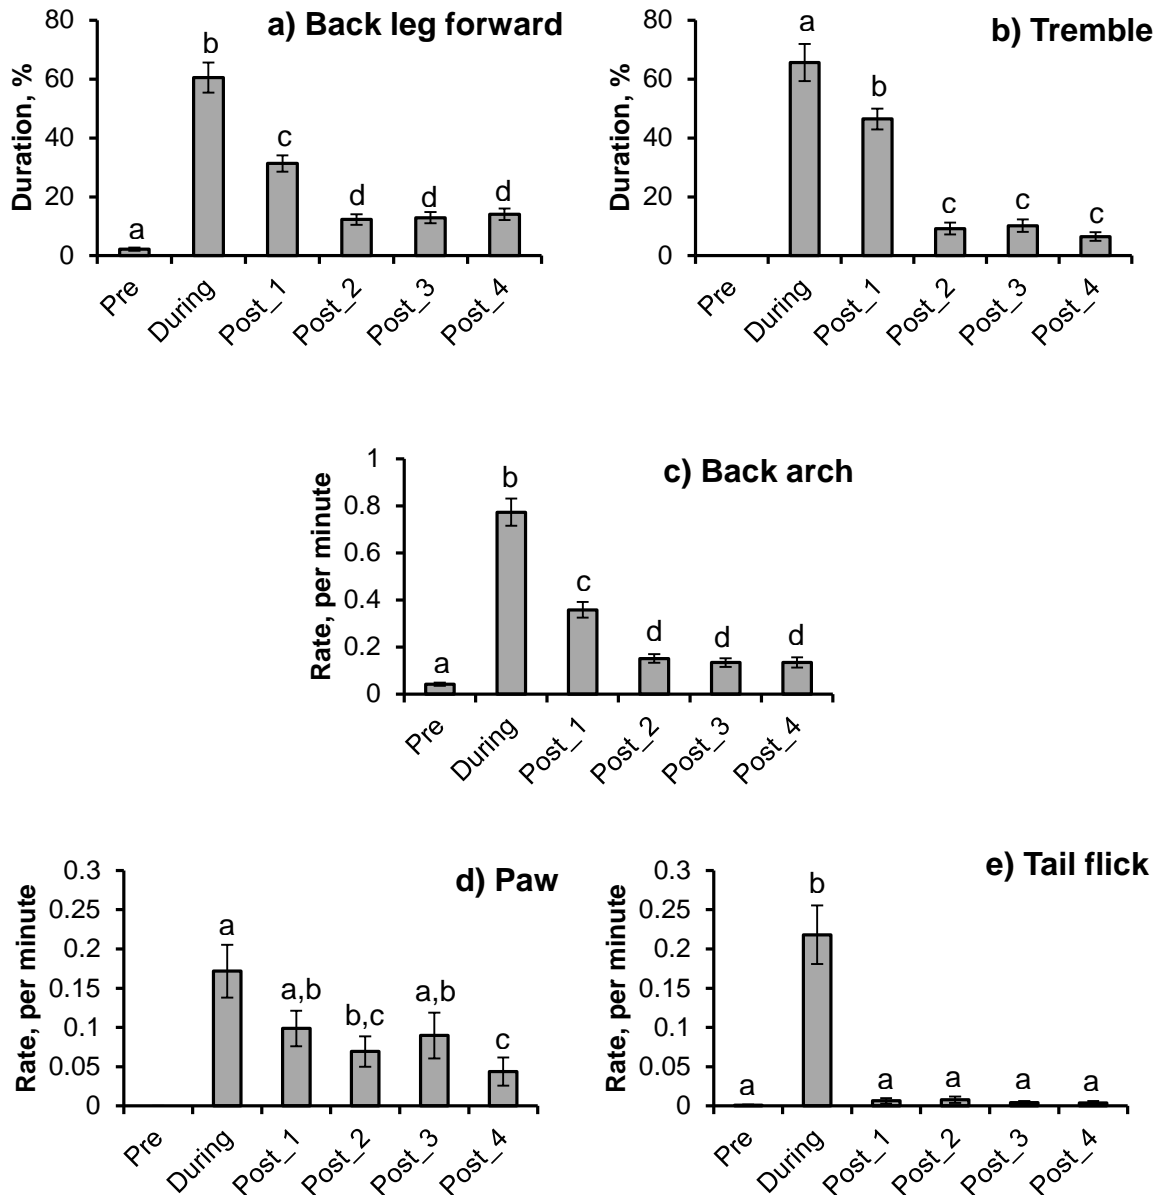 a) Back leg forward
Duration, %
80
60
40
20
0
a
b
c
d
d
d
Pre
During
Post_1
Post_2
Post_3
Post_4
b) Tremble
Duration, %
80
60
40
20
0
a
b
c
c
c
Pre
During
Post_1
Post_2
Post_3
Post_4
c) Back arch
Rate, per minute
1
0.8
0.6
0.4
0.2
0
a
b
c
d
d
d
Pre
During
Post_1
Post_2
Post_3
Post_4
d) Paw
Rate, per minute
0.3
0.25
0.2
0.15
0.1
0.05
0
a
a,b
b,c
a,b
c
Pre
During
Post_1
Post_2
Post_3
Post_4
e) Tail flick
Rate, per minute
0.3
0.25
0.2
0.15
0.1
0.05
0
a
b
a
a
a
a
Pre
During
Post_1
Post_2
Post_3
Post_4